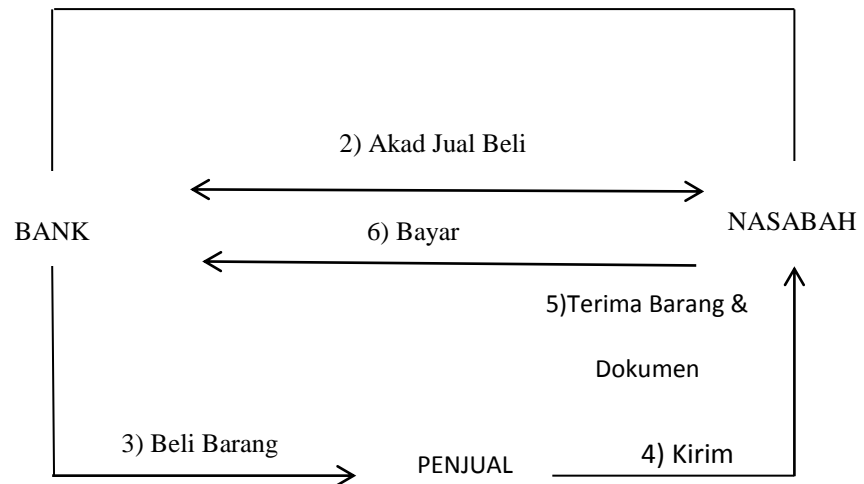 2) Akad Jual Beli
BANK
NASABAH
6) Bayar
5)Terima Barang &
Dokumen
3) Beli Barang
PENJUAL
4) Kirim